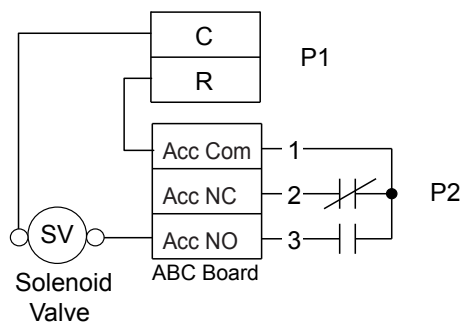 C
P1
R
Acc Com
1
Acc NC
2
P2
SV
Acc NO
3
ABC Board
Solenoid
Valve